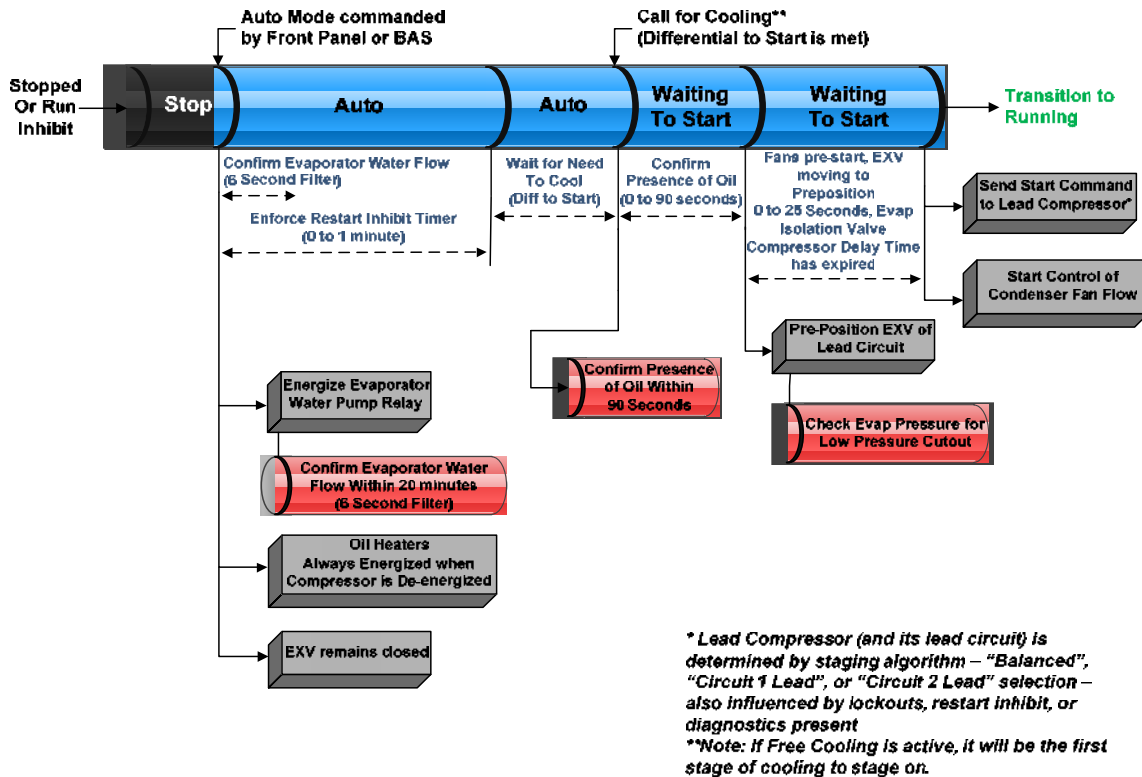 Auto Mode commanded
by Front Panel or BAS
Call for Cooling**
(Differential to Start is met)
Stopped
Or Run
Inhibit
Stop
Auto
Auto
Waiting
To Start
Waiting
To Start
Transition to
Running
Confirm Evaporator Water Flow
(6 Second Filter)
Enforce Restart Inhibit Timer
(0 to 1 minute)
Wait for Need
To Cool
(Diff to Start)
Confirm
Presence of Oil
(0 to 90 seconds)
Fans pre-start, EXV
moving to
Preposition
0 to 25 Seconds, Evap
Isolation Valve
Compressor Delay Time
has expired
Send Start Command
to Lead Compressor*
Start Control of
Condenser Fan Flow
Pre-Position EXV of
Lead Circuit
Confirm Presence
of Oil Within
90 Seconds
Check Evap Pressure for
Low Pressure Cutout
Energize Evaporator
Water Pump Relay
Confirm Evaporator Water
Flow Within 20 minutes
(6 Second Filter)
Oil Heaters
Always Energized when
Compressor is De-energized
EXV remains closed
* Lead Compressor (and its lead circuit) is
determined by staging algorithm – “Balanced”,
“Circuit 1 Lead”, or “Circuit 2 Lead” selection –
also influenced by lockouts, restart inhibit, or
diagnostics present
**Note: If Free Cooling is active, it will be the first
stage of cooling to stage on.